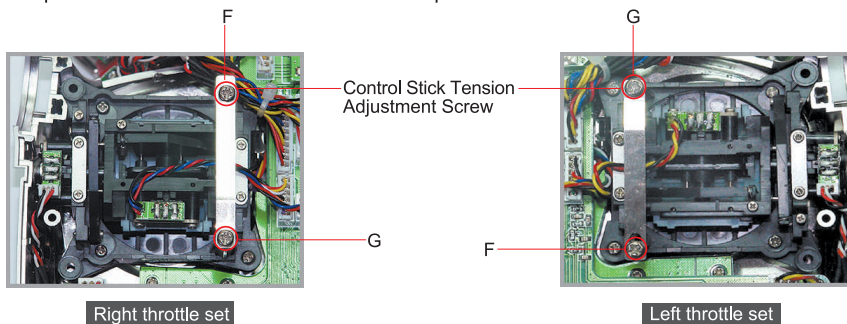 F
G
Control Stick Tension
Adjustment Screw
G
F
Right throttle set
Left throttle set